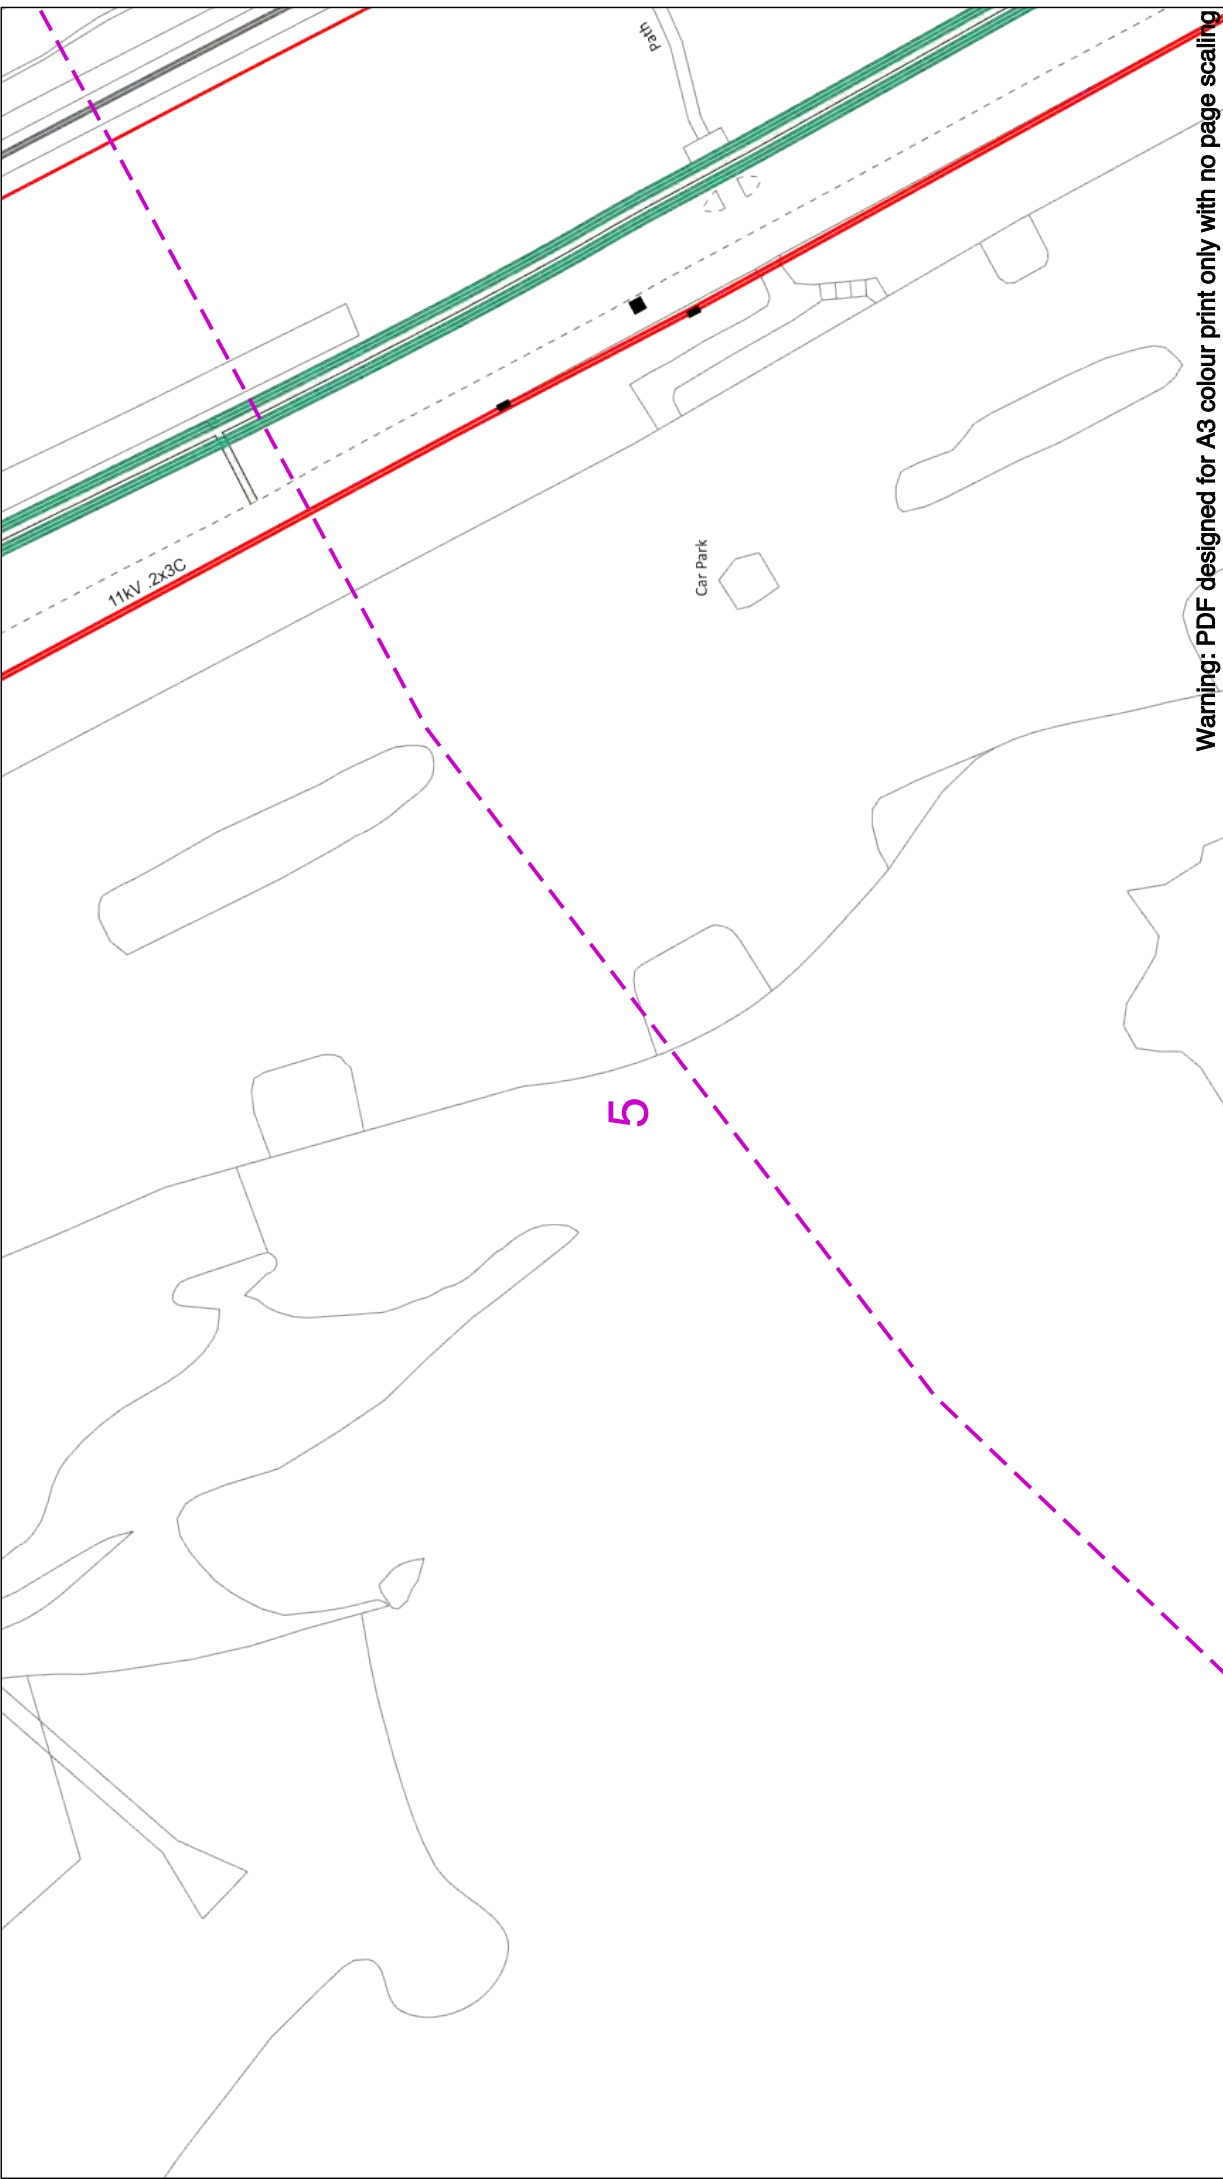 Path
11kV .2x3C
Car Park
5
Warning: PDF designed for A3 colour print only with no page scaling